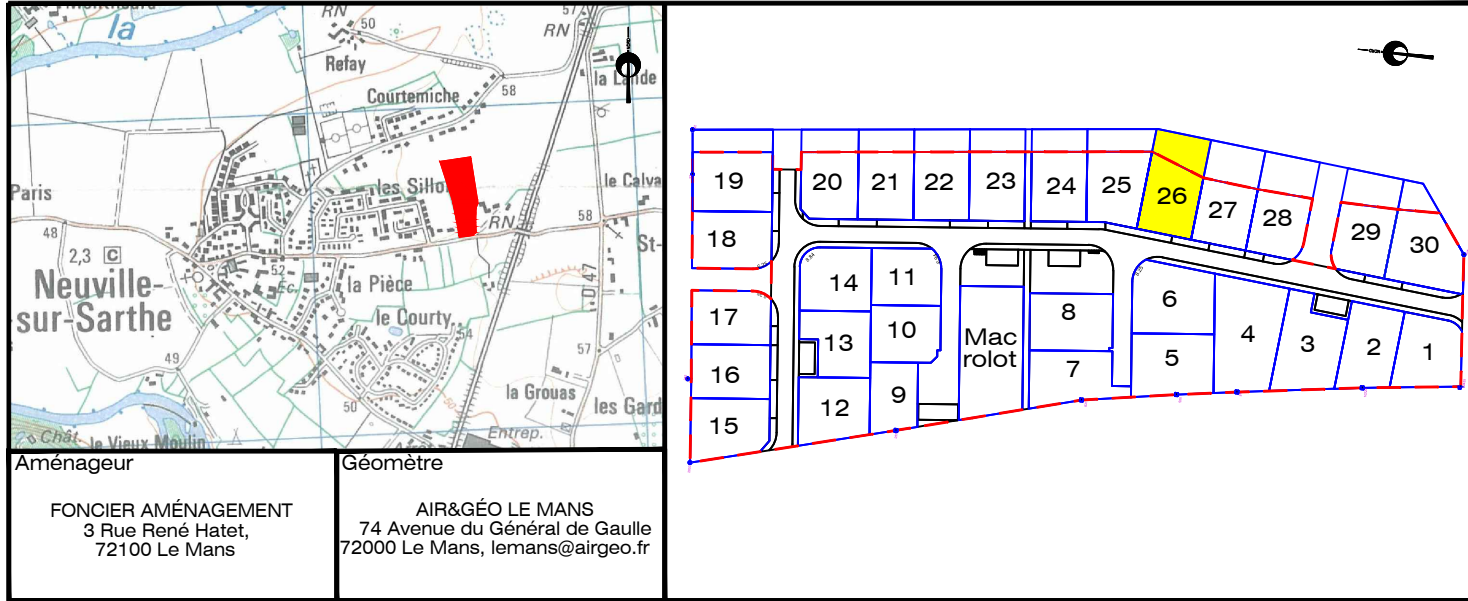 la
RN
50
Refay
57
RN
la Lande
Courtemiche
58
Paris
les Sillo
le Calva
48
2,3 C
RN
58
St-
Neuville-
sur-Sarthe
52
Ec.
la Pièce
D 47
le Courty
54
49
57
la Grouas
50
50
les Gard
Chât.
le Vieux Moulin
Entrep.
Aménageur
FONCIER AMÉNAGEMENT
3 Rue René Hatet,
72100 Le Mans
Géomètre
AIR&GÉO LE MANS
74 Avenue du Général de Gaulle
72000 Le Mans, lemans@airgeo.fr
19
20
21
22
23
24
25
26
27
28
29
30
18
14
11
17
13
10
8
6
16
Mac
rolot
7
5
4
3
2
1
15
12
9